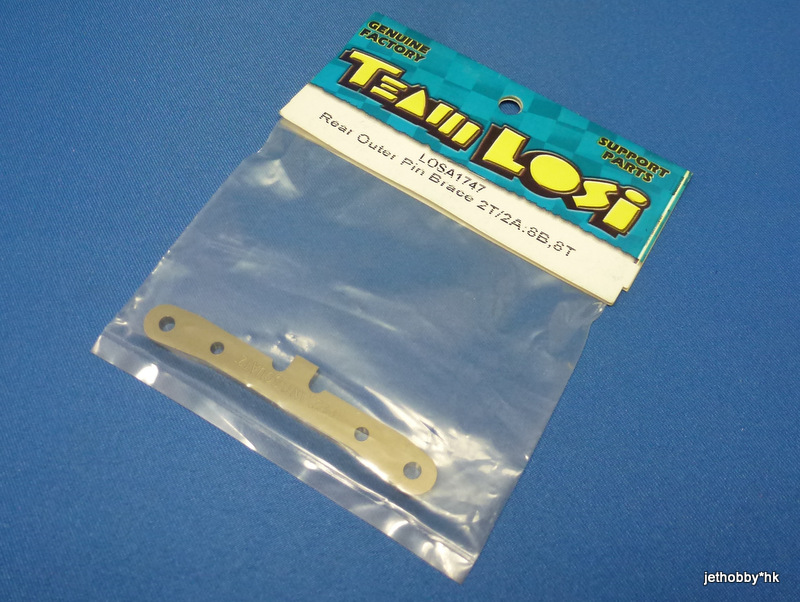 GENUINE
FACTORY
TEAM LOSI
SUPPORT
PARTS
LOSA1747
Rear Outer Pin Brace 2T/2A:8B,8T
jethobby*hk